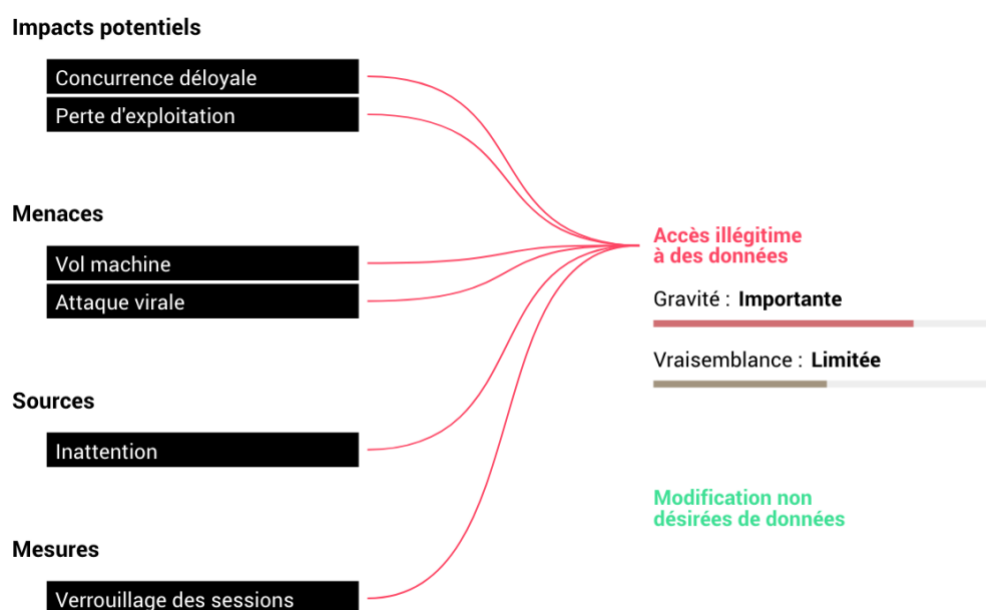 Impacts potentiels
Concurrence déloyale
Perte d'exploitation
Menaces
Vol machine
Attaque virale
Sources
Inattention
Mesures
Verrouillage des sessions
Accès illégitime
à des données
Gravité : Importante
Vraisemblance : Limitée
Modification non
désirées de données